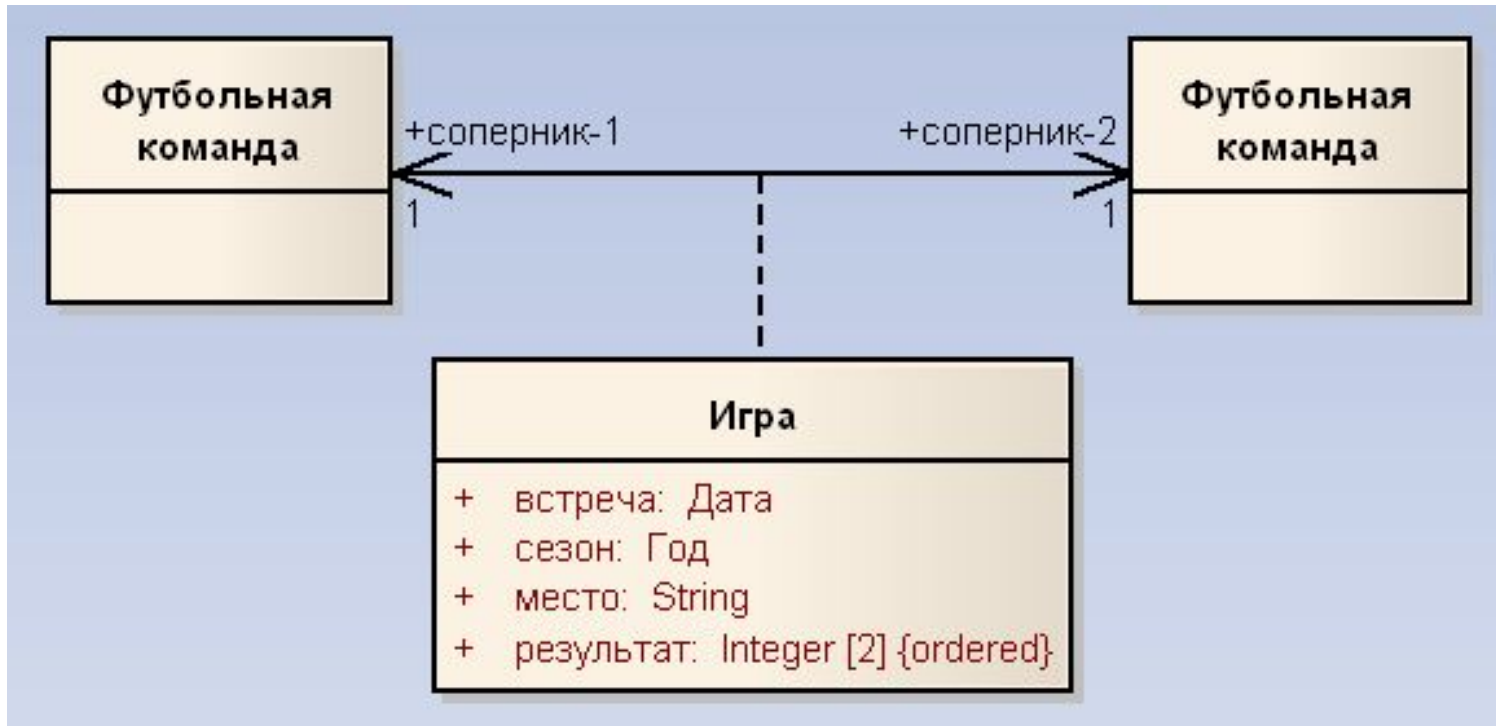 Футбольная
команда
Футбольная
команда
+соперник-1
+соперник-2
1
1
Игра
+ встреча: Дата
+ сезон: Год
+ место: String
+ результат: Integer [2] {ordered}